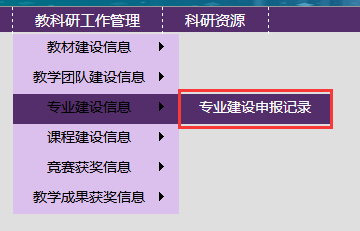 教科研工作管理 科研资源
教材建设信息
教学团队建设信息
专业建设信息 专业建设申报记录
课程建设信息
竞赛获奖信息
教学成果获奖信息